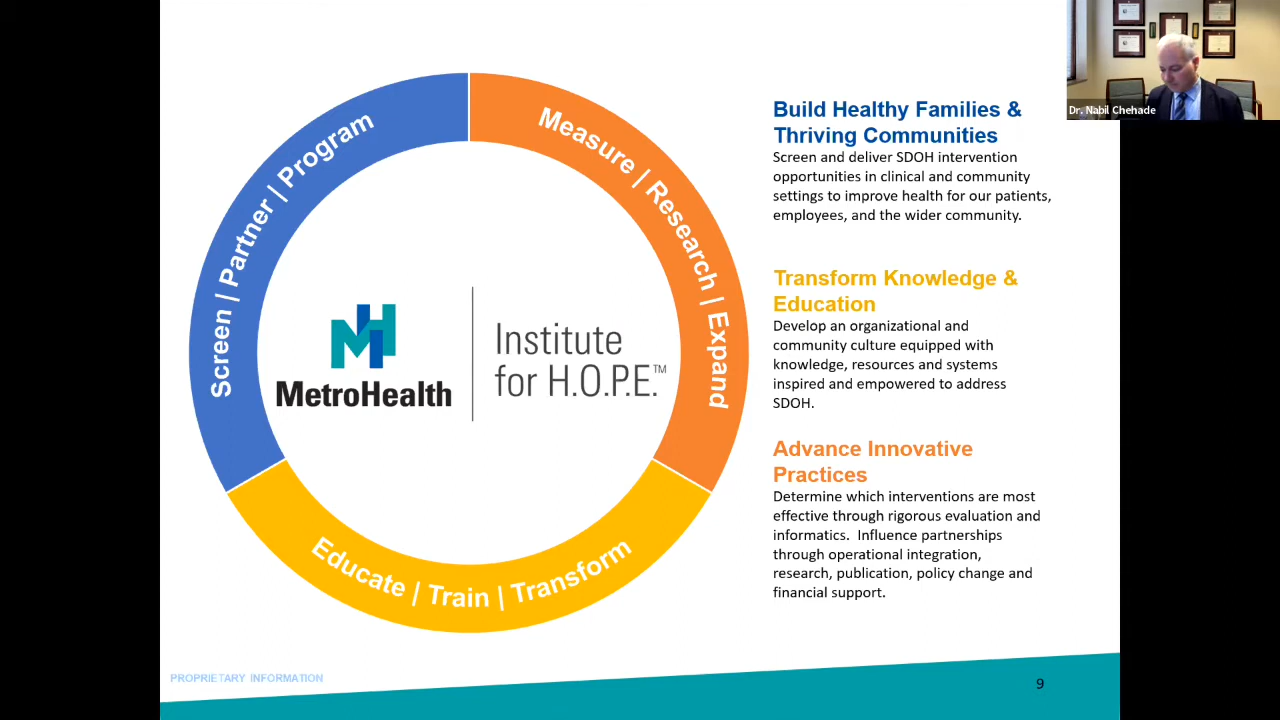 Dr. Nabil Chehade
Screen | Partner | Program
Measure | Research | Expand
Educate | Train | Transform
MetroHealth
Institute
for H.O.P.E.™
Build Healthy Families &
Thriving Communities
Screen and deliver SDOH intervention
opportunities in clinical and community
settings to improve health for our patients,
employees, and the wider community.
Transform Knowledge &
Education
Develop an organizational and
community culture equipped with
knowledge, resources and systems
inspired and empowered to address
SDOH.
Advance Innovative
Practices
Determine which interventions are most
effective through rigorous evaluation and
informatics.  Influence partnerships
through operational integration,
research, publication, policy change and
financial support.
PROPRIETARY INFORMATION
9